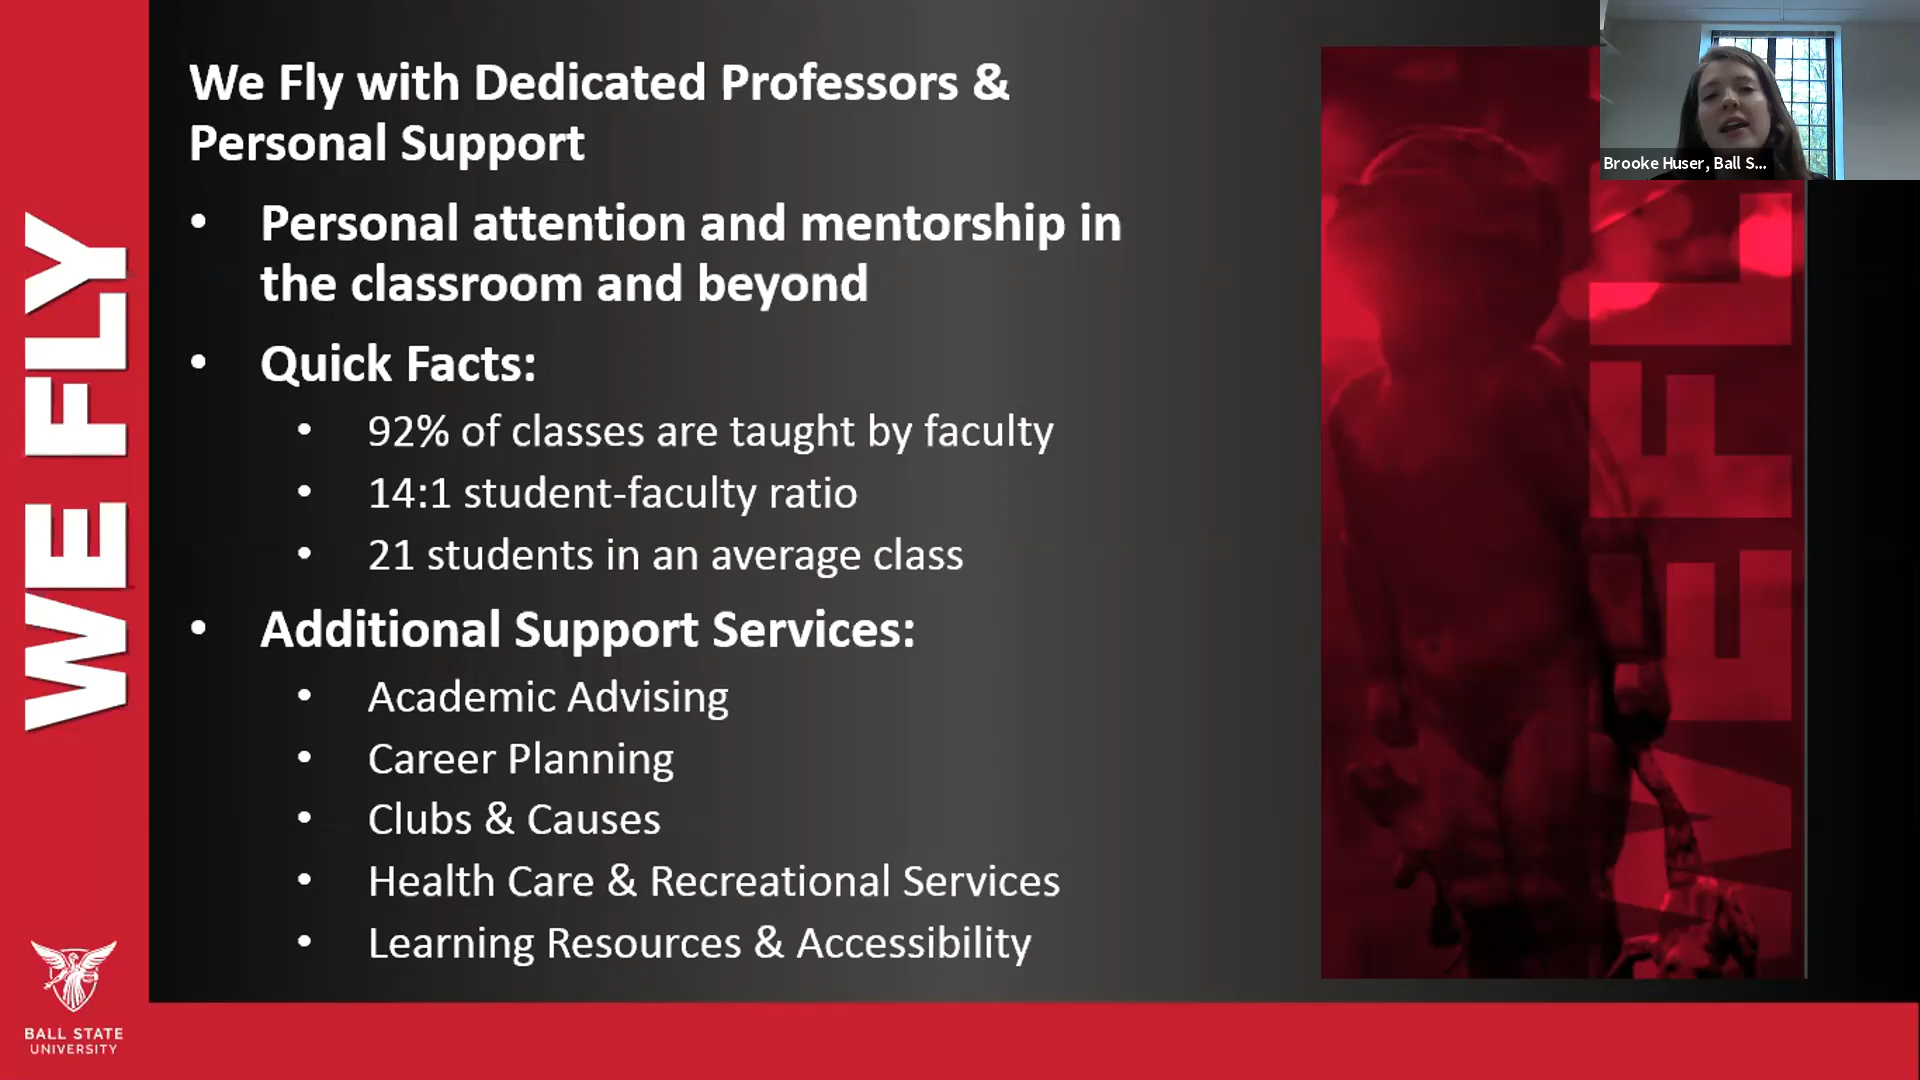 We Fly with Dedicated Professors &
Personal Support
• Personal attention and mentorship in
the classroom and beyond
• Quick Facts:
• 92% of classes are taught by faculty
• 14:1 student-faculty ratio
• 21 students in an average class
• Additional Support Services:
• Academic Advising
• Career Planning
• Clubs & Causes
• Health Care & Recreational Services
• Learning Resources & Accessibility
WE FLY
BALL STATE
UNIVERSITY
WE FL
Brooke Huser, Ball S...